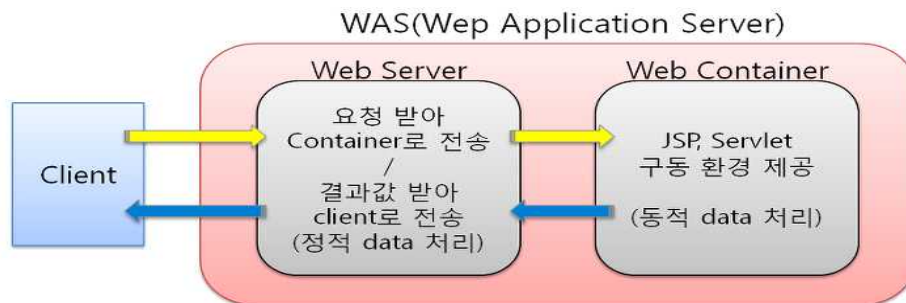 WAS(Wep Application Server)
Web Server
Web Container
Client
요청 받아
Container로 전송
/
결과값 받아
client로 전송
(정적 data 처리)
JSP, Servlet
구동 환경 제공
(동적 data 처리)